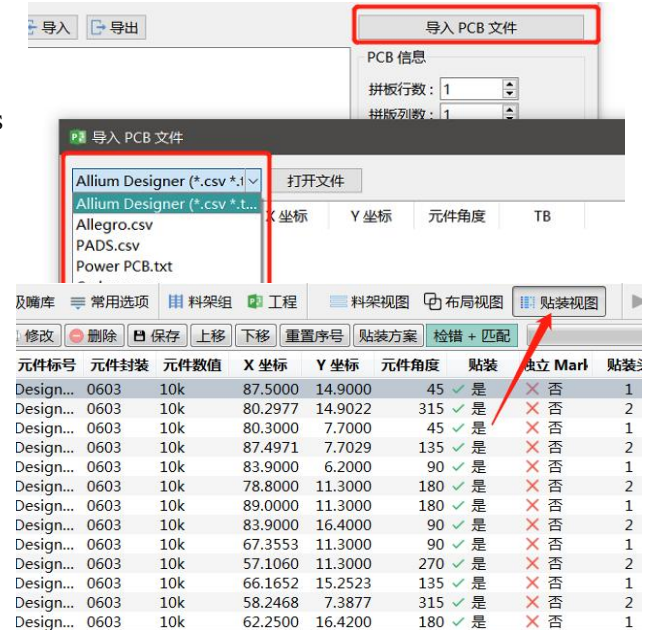 导入 导出 导入 PCB 文件
PCB 信息
拼板行数: 1
拼版列数: 1
s
导入 PCB 文件
Allium Designer (*.csv *.t 打开文件
Allium Designer (*.csv *.t...
X 坐标 Y 坐标 元件角度 TB
Allegro.csv
PADS.csv
Power PCB.txt
吸嘴库 常用选项 料架组 工程 料架视图 布局视图 贴装视图
修改 删除 保存 上移 下移 重置序号 贴装方案 检错 + 匹配
元件标号 元件封装 元件数值 X 坐标 Y 坐标 元件角度 贴装 独立 Mark 贴装头
Design... 0603 10k 87.5000 14.9000 45 是 否 1
Design... 0603 10k 80.2977 14.9022 315 是 否 2
Design... 0603 10k 80.3000 7.7000 45 是 否 1
Design... 0603 10k 87.4971 7.7029 135 是 否 2
Design... 0603 10k 83.9000 6.2000 90 是 否 1
Design... 0603 10k 78.8000 11.3000 180 是 否 2
Design... 0603 10k 89.0000 11.3000 180 是 否 1
Design... 0603 10k 83.9000 16.4000 90 是 否 2
Design... 0603 10k 67.3553 11.3000 90 是 否 1
Design... 0603 10k 57.1060 11.3000 270 是 否 2
Design... 0603 10k 66.1652 15.2523 135 是 否 1
Design... 0603 10k 58.2468 7.3877 315 是 否 2
Design... 0603 10k 62.2500 16.4200 180 是 否 1